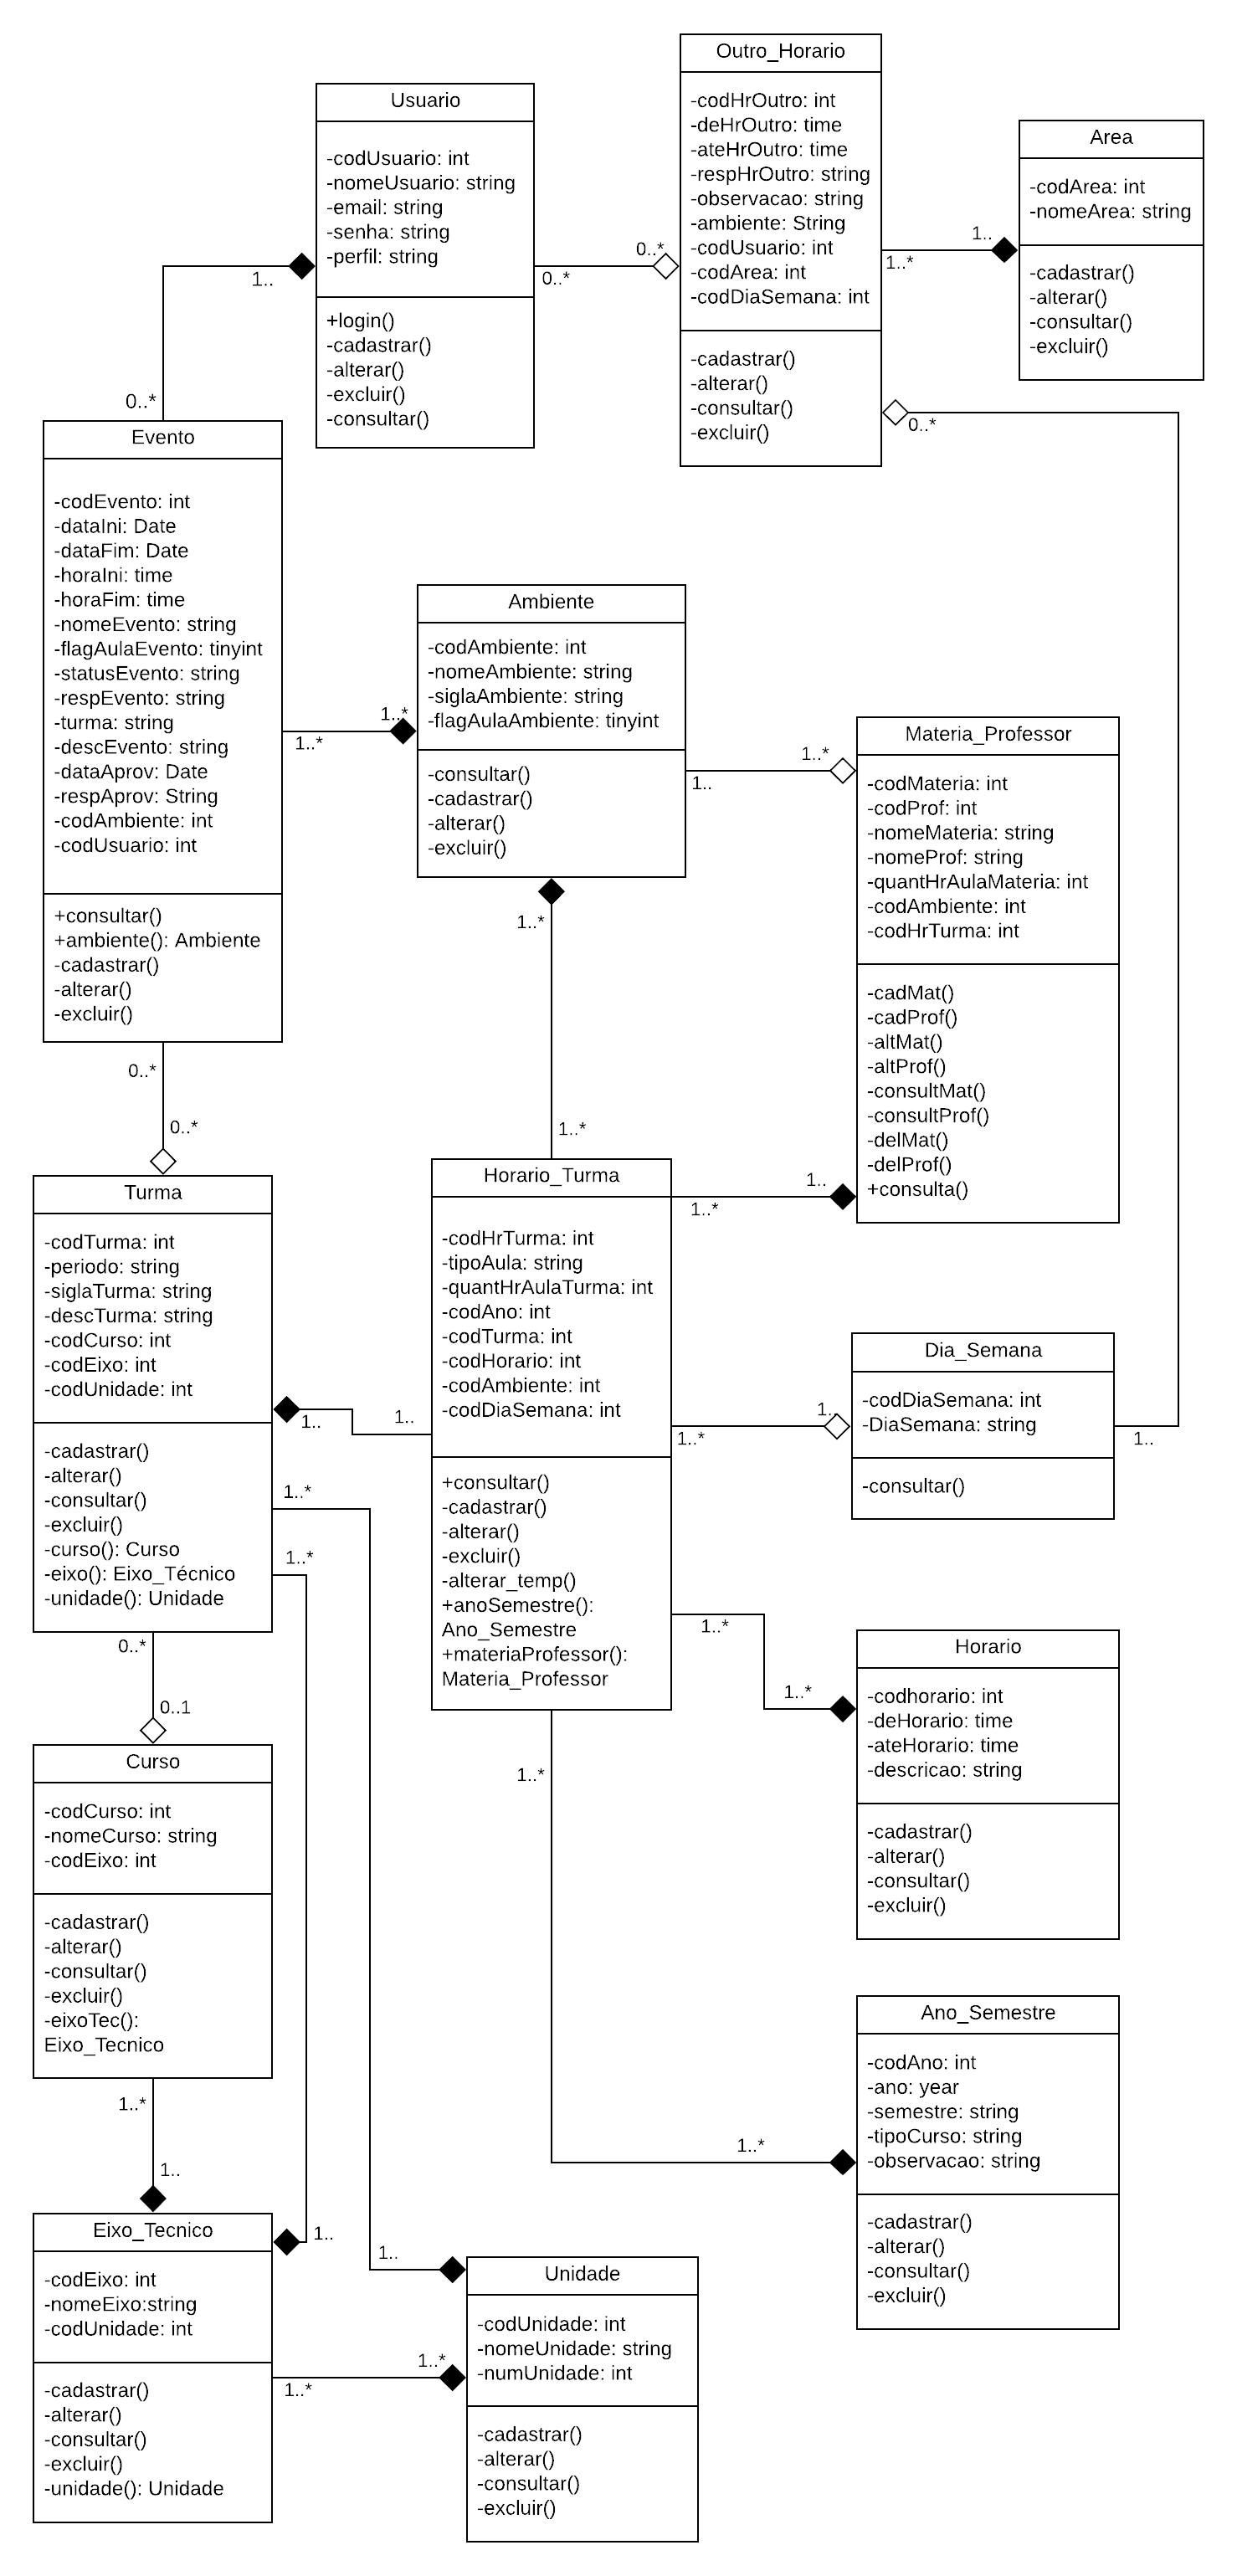 Outro_Horario
-codHrOutro: int
-deHrOutro: time
-ateHrOutro: time
-respHrOutro: string
-observacao: string
-ambiente: String
-codUsuario: int
-codArea: int
-codDiaSemana: int
-cadastrar()
-alterar()
-consultar()
-excluir()
Usuario
-codUsuario: int
-nomeUsuario: string
-email: string
-senha: string
-perfil: string
+login()
-cadastrar()
-alterar()
-excluir()
-consultar()
Area
-codArea: int
-nomeArea: string
-cadastrar()
-alterar()
-consultar()
-excluir()
1..
0..*
0..*
0..*
1..
1..*
0..*
Evento
-codEvento: int
-dataIni: Date
-dataFim: Date
-horaIni: time
-horaFim: time
-nomeEvento: string
-flagAulaEvento: tinyint
-statusEvento: string
-respEvento: string
-turma: string
-descEvento: string
-dataAprov: Date
-respAprov: String
-codAmbiente: int
-codUsuario: int
+consultar()
+ambiente(): Ambiente
-cadastrar()
-alterar()
-excluir()
1..*
1..*
Ambiente
-codAmbiente: int
-nomeAmbiente: string
-siglaAmbiente: string
-flagAulaAmbiente: tinyint
-consultar()
-cadastrar()
-alterar()
-excluir()
1..*
1..
Materia_Professor
-codMateria: int
-codProf: int
-nomeMateria: string
-nomeProf: string
-quantHrAulaMateria: int
-codAmbiente: int
-codHrTurma: int
-cadMat()
-cadProf()
-altMat()
-altProf()
-consultMat()
-consultProf()
-delMat()
-delProf()
+consulta()
1..*
1..*
0..*
0..*
1..
1..*
Turma
-codTurma: int
-periodo: string
-siglaTurma: string
-descTurma: string
-codCurso: int
-codEixo: int
-codUnidade: int
-cadastrar()
-alterar()
-consultar()
-excluir()
-curso(): Curso
-eixo(): Eixo_Técnico
-unidade(): Unidade
1..
1..
1..*
1..*
Horario_Turma
-codHrTurma: int
-tipoAula: string
-quantHrAulaTurma: int
-codAno: int
-codTurma: int
-codHorario: int
-codAmbiente: int
-codDiaSemana: int
+consultar()
-cadastrar()
-alterar()
-excluir()
-alterar_temp()
+anoSemestre():
Ano_Semestre
+materiaProfessor():
Materia_Professor
1..
1..*
Dia_Semana
-codDiaSemana: int
-DiaSemana: string
-consultar()
1..
1..*
1..*
Horario
-codhorario: int
-deHorario: time
-ateHorario: time
-descricao: string
-cadastrar()
-alterar()
-consultar()
-excluir()
0..*
0..1
1..*
Curso
-codCurso: int
-nomeCurso: string
-codEixo: int
-cadastrar()
-alterar()
-consultar()
-excluir()
-eixoTec():
Eixo_Tecnico
1..*
Ano_Semestre
-codAno: int
-ano: year
-semestre: string
-tipoCurso: string
-observacao: string
-cadastrar()
-alterar()
-consultar()
-excluir()
1..*
1..
1..
1..
Eixo_Tecnico
-codEixo: int
-nomeEixo:string
-codUnidade: int
-cadastrar()
-alterar()
-consultar()
-excluir()
-unidade(): Unidade
1..*
1..*
Unidade
-codUnidade: int
-nomeUnidade: string
-numUnidade: int
-cadastrar()
-alterar()
-consultar()
-excluir()